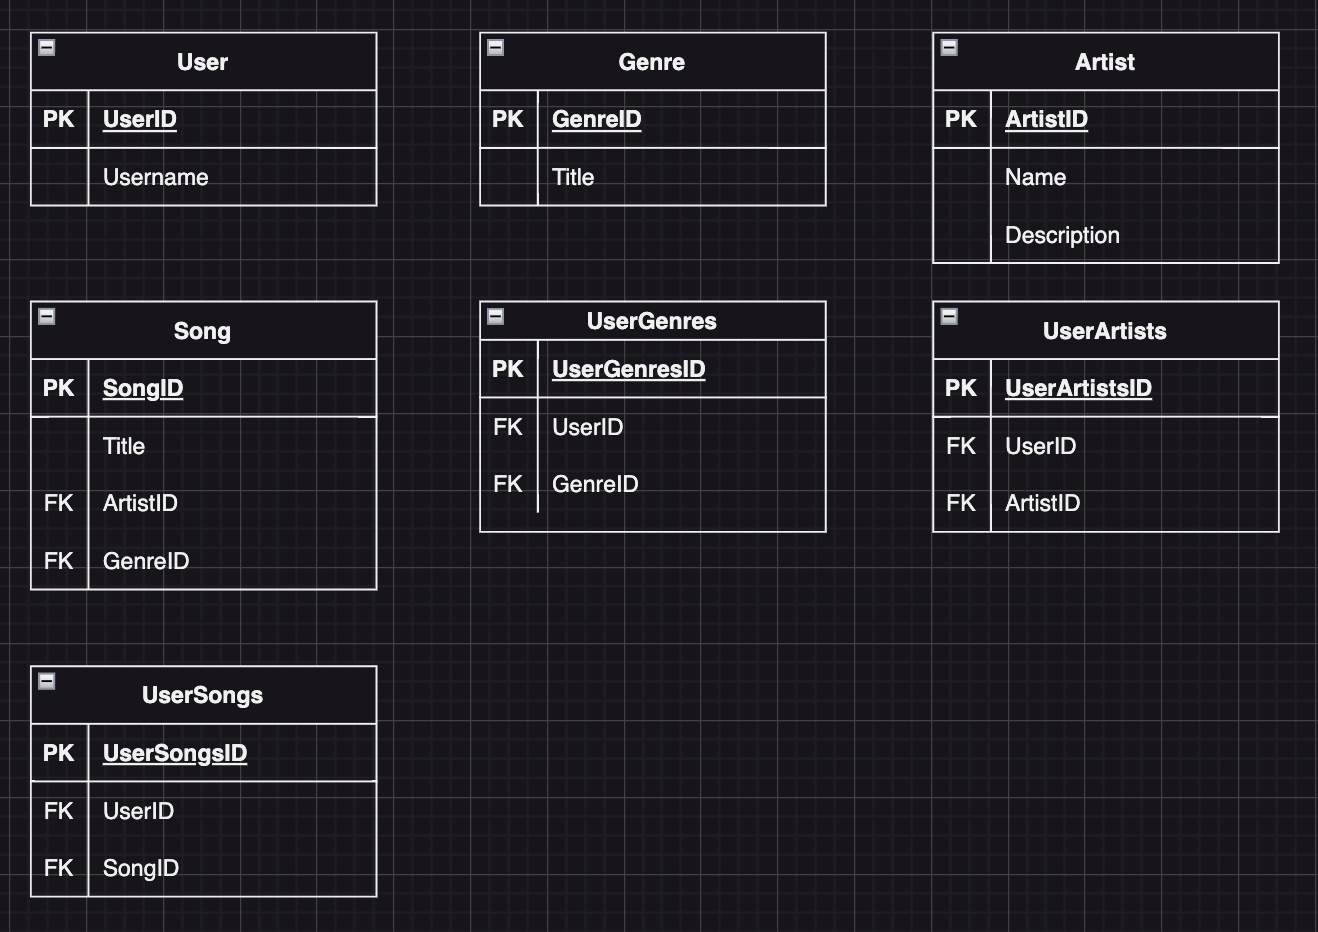 User
PK UserID
Username
Genre
PK GenreID
Title
Artist
PK ArtistID
Name
Description
Song
PK SongID
Title
FK ArtistID
FK GenreID
UserGenres
PK UserGenresID
FK UserID
FK GenreID
UserArtists
PK UserArtistsID
FK UserID
FK ArtistID
UserSongs
PK UserSongsID
FK UserID
FK SongID